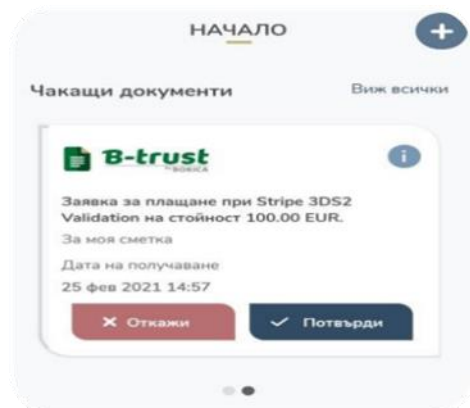 НАЧАЛО
Чакащи документи
Виж всички
B-trust
by BORICA
Заявка за плащане при Stripe 3DS2
Validation на стойност 100.00 EUR.
За моя сметка
Дата на получаване
25 фев 2021 14:57
Откажи
Потвърди